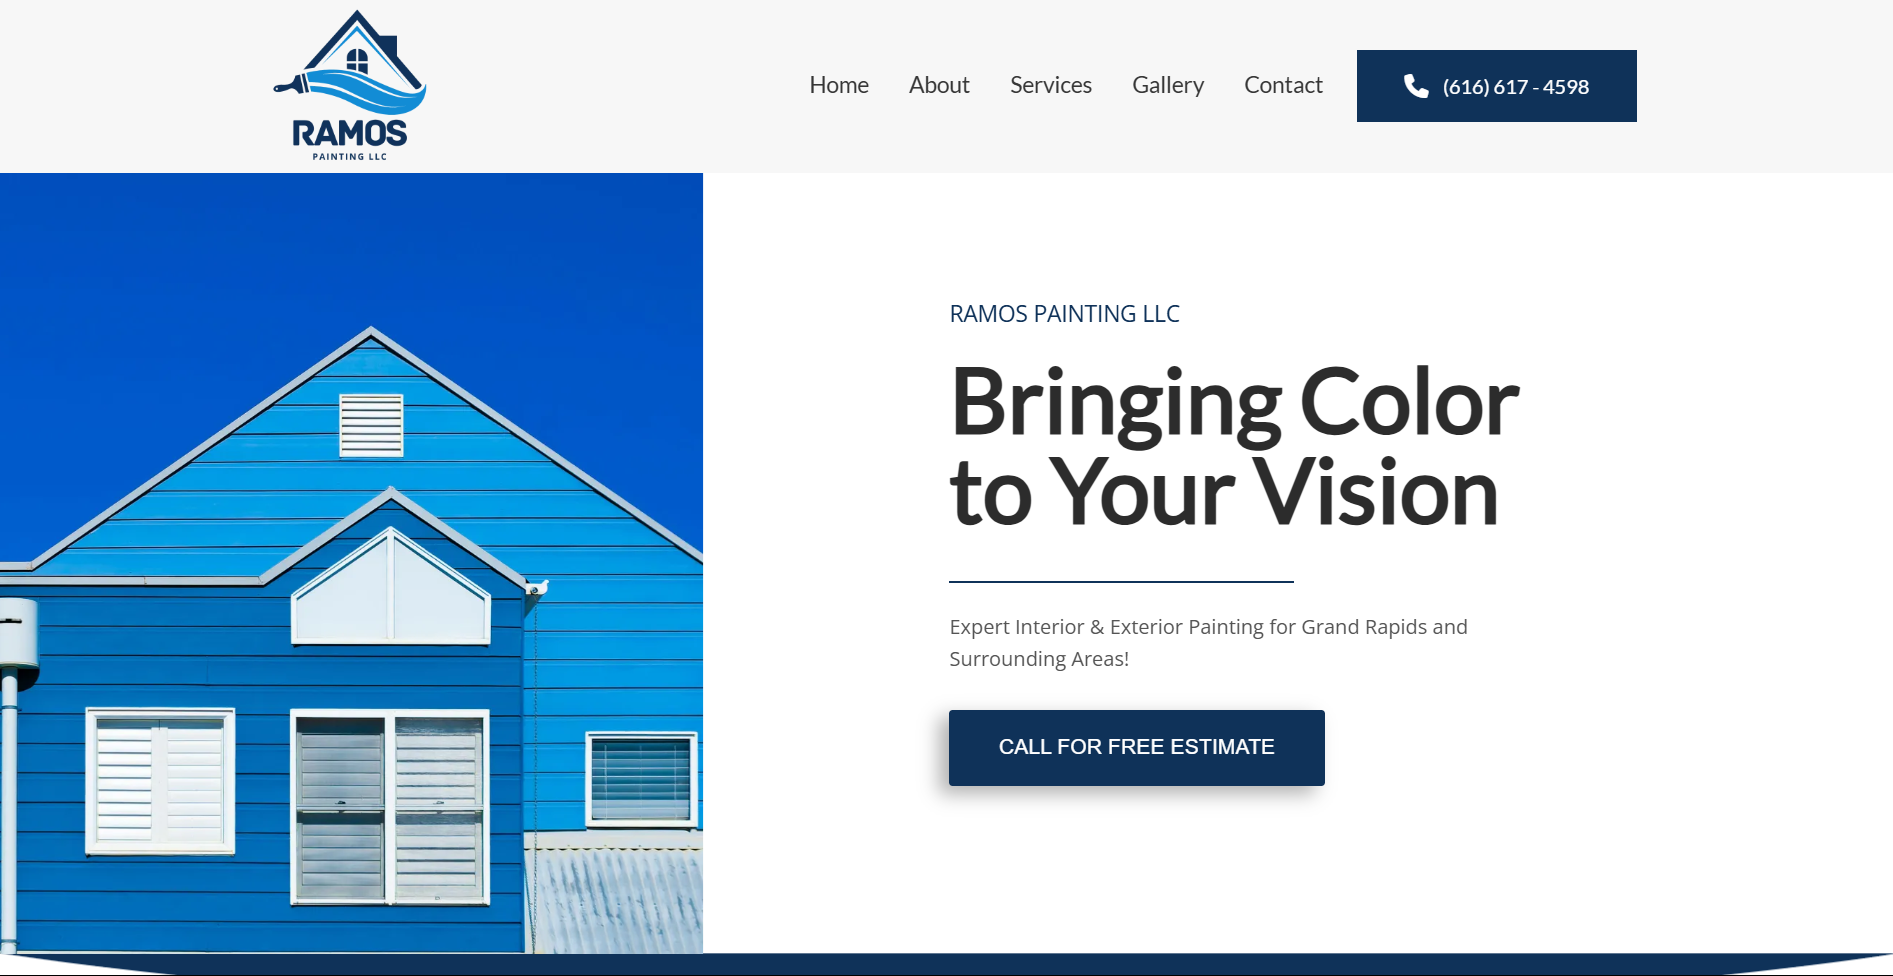 RAMOS
PAINTING LLC
Home About Services Gallery Contact (616) 617 - 4598
RAMOS PAINTING LLC
Bringing Color
to Your Vision
Expert Interior & Exterior Painting for Grand Rapids and
Surrounding Areas!
CALL FOR FREE ESTIMATE